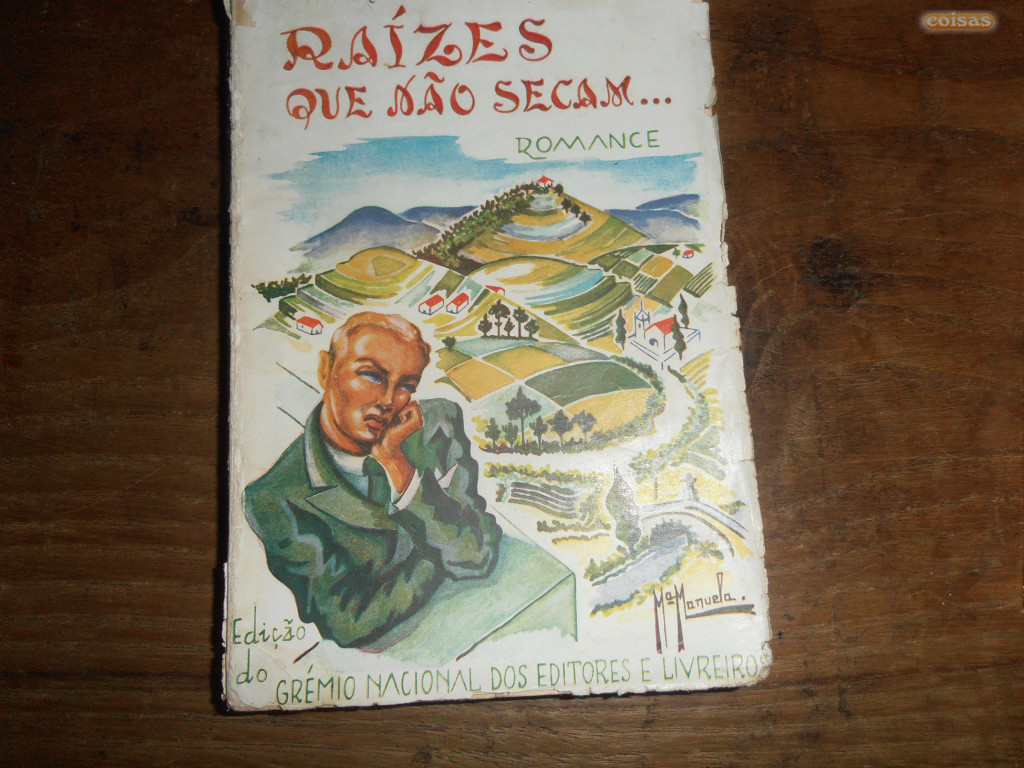 coisas
RAÍZES
QUE NÃO SECAM...
ROMANCE
Mª Manuela.
Edição
do
GRÉMIO NACIONAL DOS EDITORES E LIVREIROS